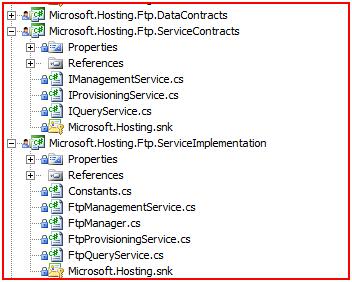 Microsoft.Hosting.Ftp.DataContracts
Microsoft.Hosting.Ftp.ServiceContracts
Properties
References
IManagementService.cs
IProvisioningService.cs
IQueryService.cs
Microsoft.Hosting.snk
Microsoft.Hosting.Ftp.ServiceImplementation
Properties
References
Constants.cs
FtpManagementService.cs
FtpManager.cs
FtpProvisioningService.cs
FtpQueryService.cs
Microsoft.Hosting.snk